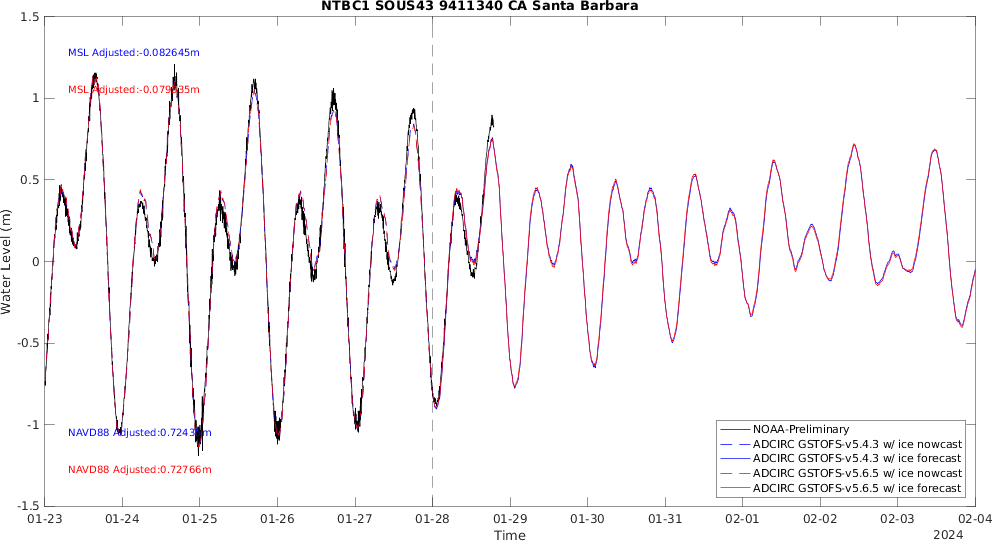 NTBC1 SOUS43 9411340 CA Santa Barbara
1.5
MSL Adjusted:-0.082645m
MSL Adjusted:-0.079935m
1
0.5
0
-0.5
-1
-1.5
Water Level (m)
NAVD88
NAVD88 Adjusted:0.72766m
NOAA-Preliminary
ADCIRC GSTOFS-v5.4.3 w/ ice nowcast
ADCIRC GSTOFS-v5.4.3 w/ ice forecast
ADCIRC GSTOFS-v5.6.5 w/ ice nowcast
ADCIRC GSTOFS-v5.6.5 w/ ice forecast
01-23 01-24 01-25 01-26 01-27 01-28 01-29 01-30 01-31 02-01 02-02 02-03 02-04
Time
2024